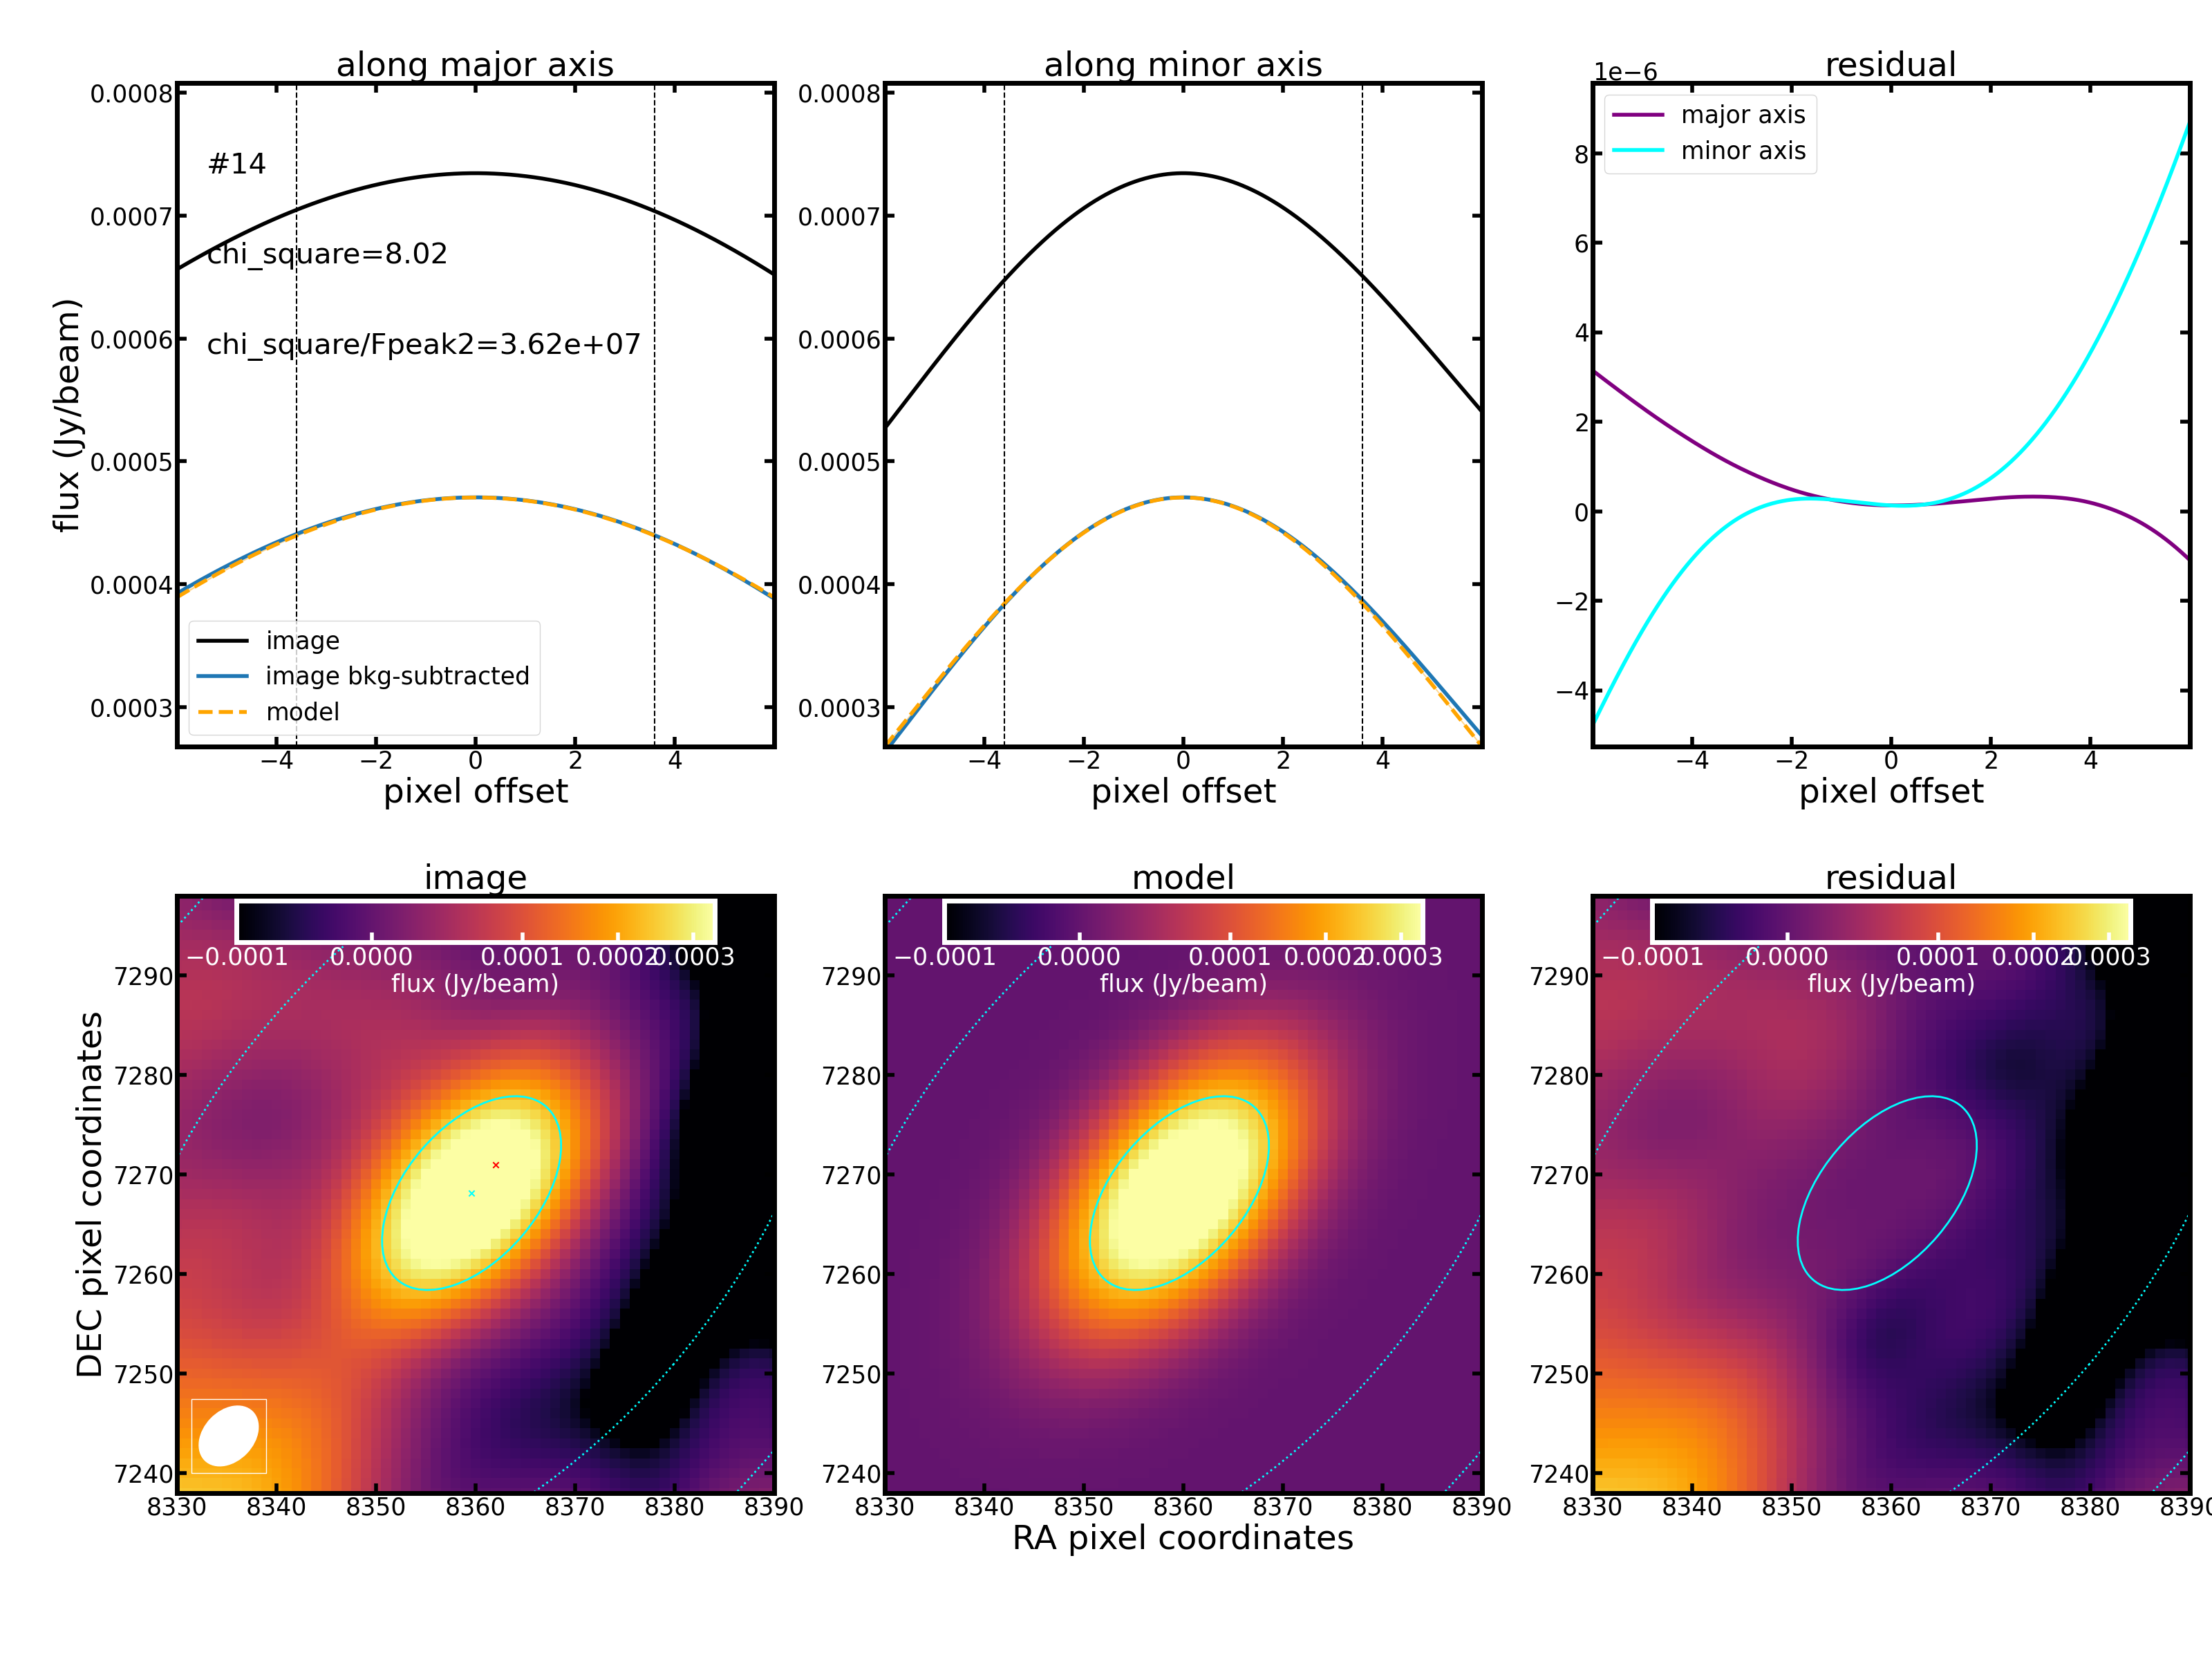 along major axis
along minor axis
residual
1e−6
0.0008
0.0007
0.0006
0.0005
0.0004
0.0003
flux (Jy/beam)
#14
chi_square=8.02
chi_square/Fpeak2=3.62e+07
image
image bkg-subtracted
model
−4 −2 0 2 4
pixel offset
0.0008
0.0007
0.0006
0.0005
0.0004
0.0003
−4 −2 0 2 4
pixel offset
major axis
minor axis
8
6
4
2
0
−2
−4
−4 −2 0 2 4
pixel offset
image
−0.0001 0.0000 0.0001 0.0002 0.0003
flux (Jy/beam)
7290
7280
7270
7260
7250
7240
DEC pixel coordinates
8330 8340 8350 8360 8370 8380 8390
model
−0.0001 0.0000 0.0001 0.0002 0.0003
flux (Jy/beam)
7290
7280
7270
7260
7250
7240
8330 8340 8350 8360 8370 8380 8390
RA pixel coordinates
residual
−0.0001 0.0000 0.0001 0.0002 0.0003
flux (Jy/beam)
7290
7280
7270
7260
7250
7240
8330 8340 8350 8360 8370 8380 8390